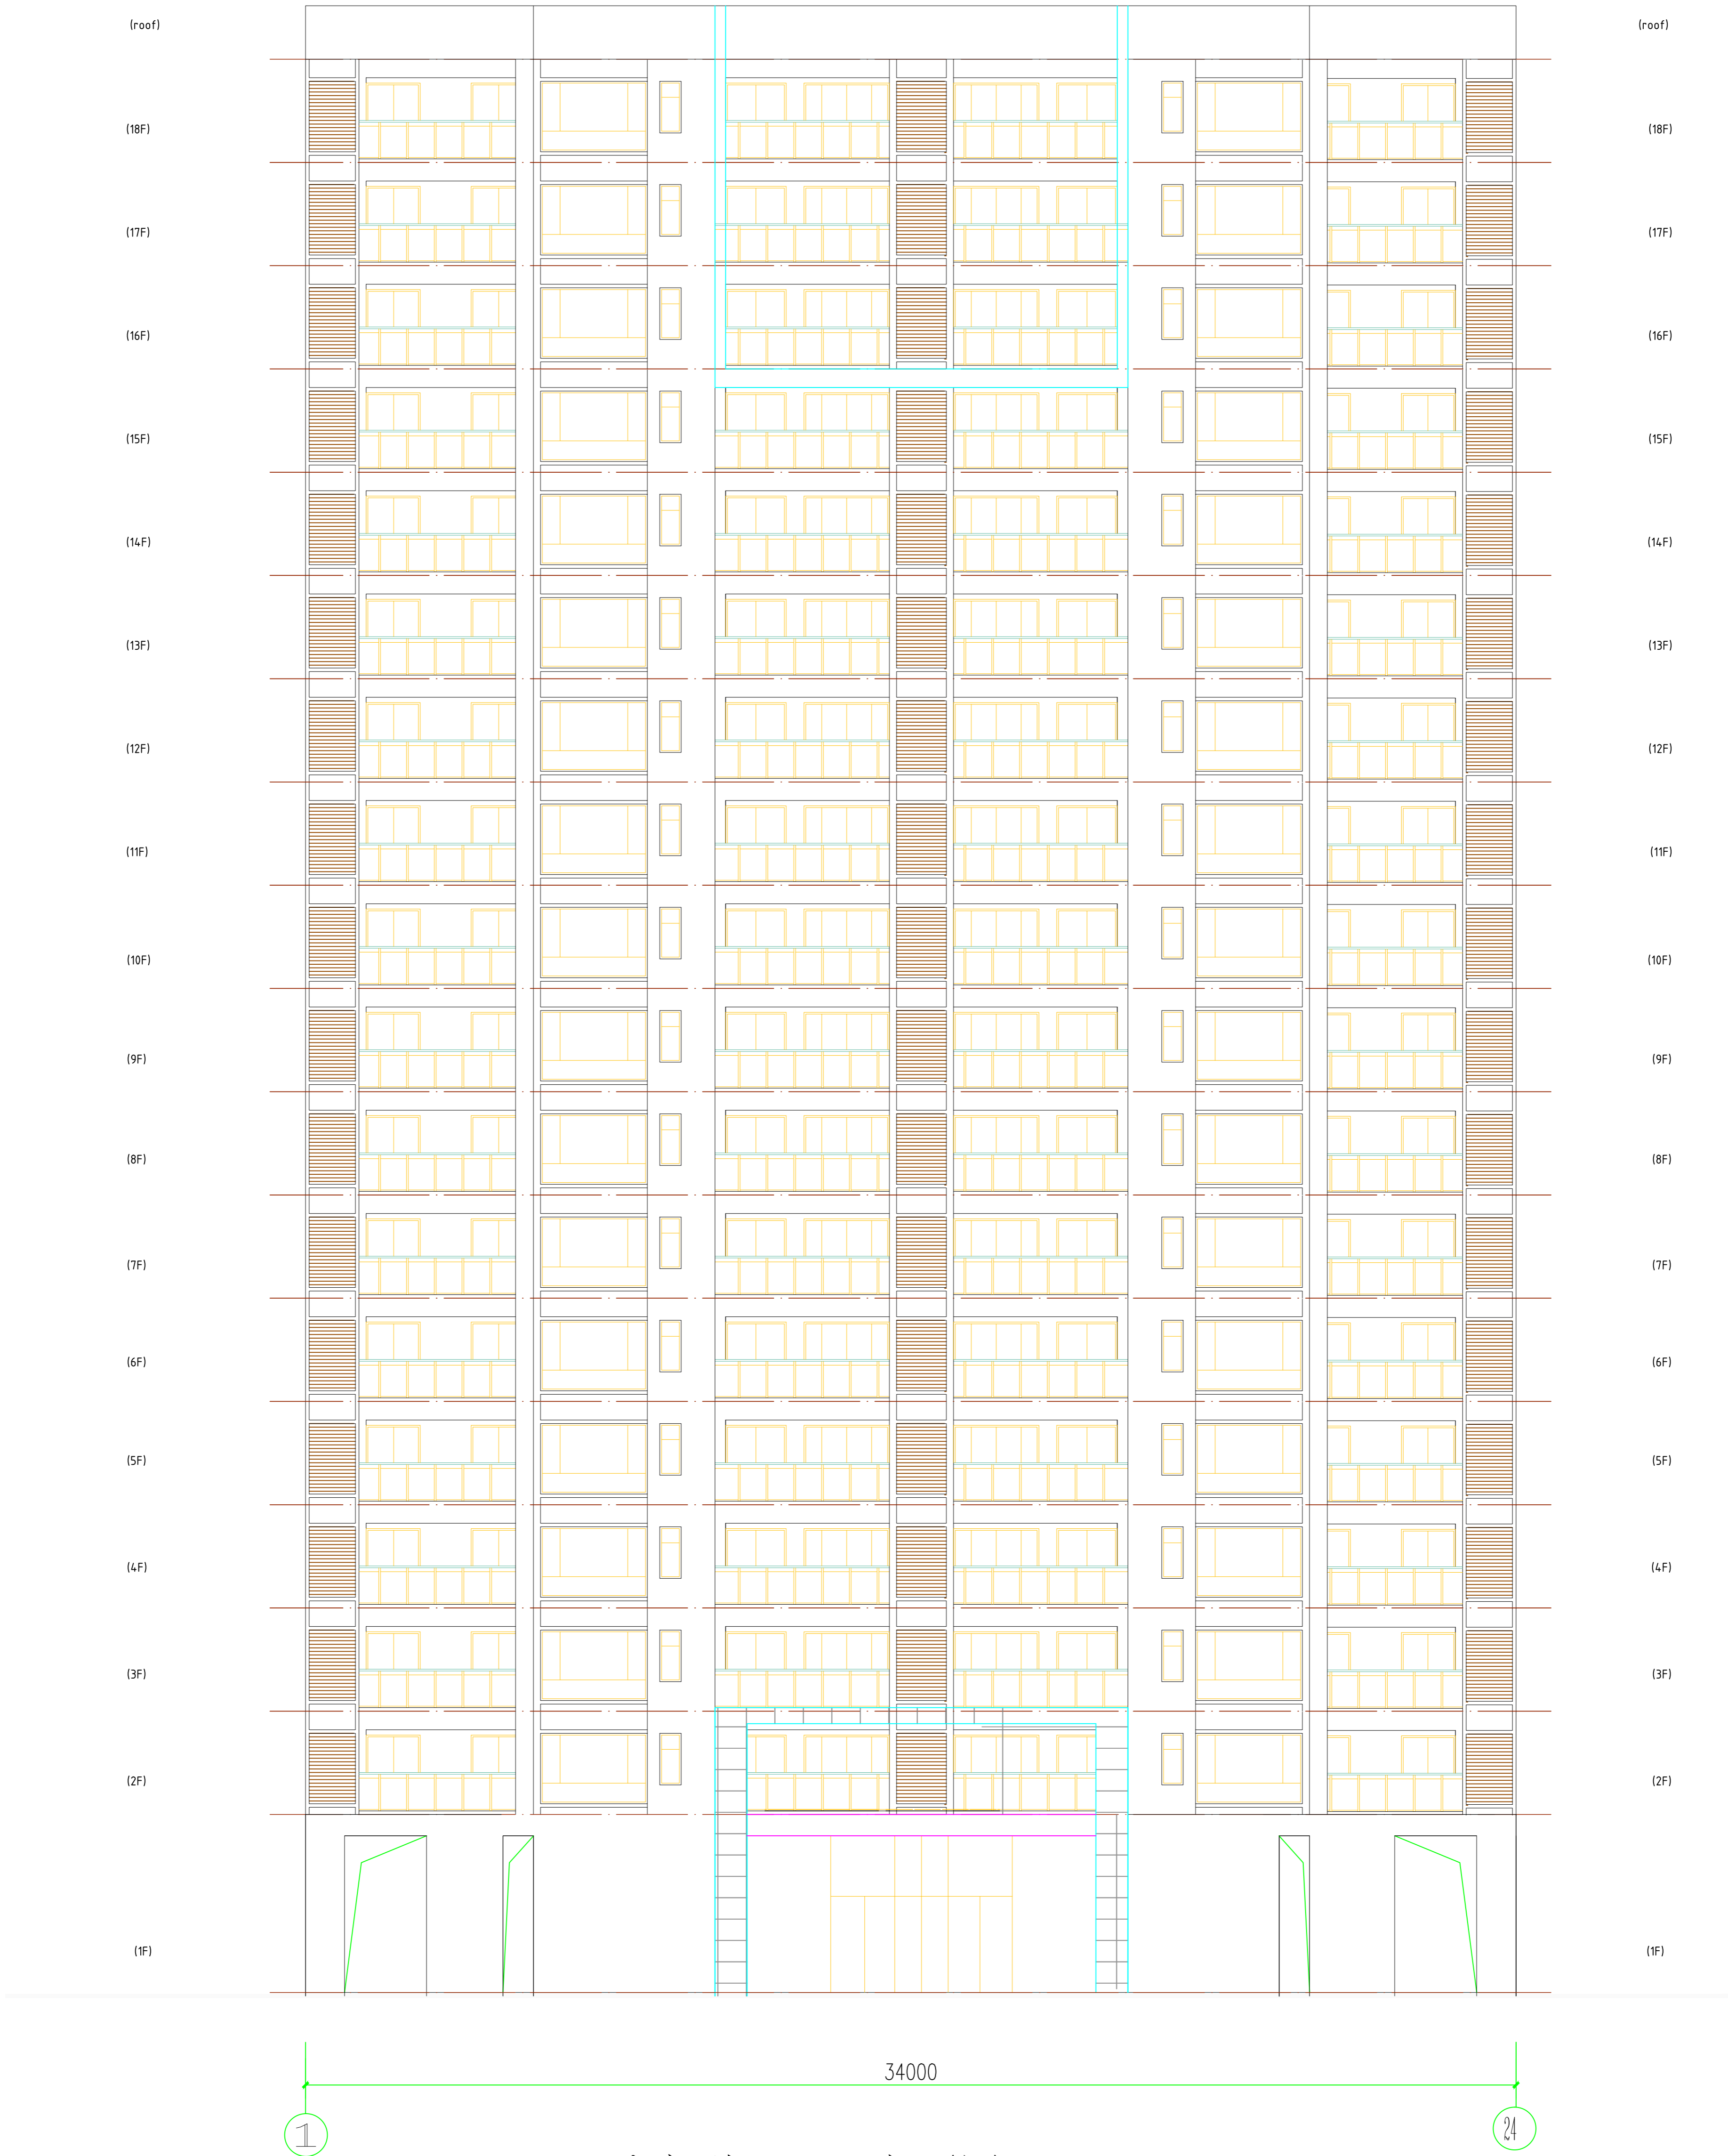 (roof) (roof)
(18F) (18F)
(17F) (17F)
(16F) (16F)
(15F) (15F)
(14F) (14F)
(13F) (13F)
(12F) (12F)
(11F) (11F)
(10F) (10F)
(9F) (9F)
(8F) (8F)
(7F) (7F)
(6F) (6F)
(5F) (5F)
(4F) (4F)
(3F) (3F)
(2F) (2F)
(1F) (1F)
34000
1 24